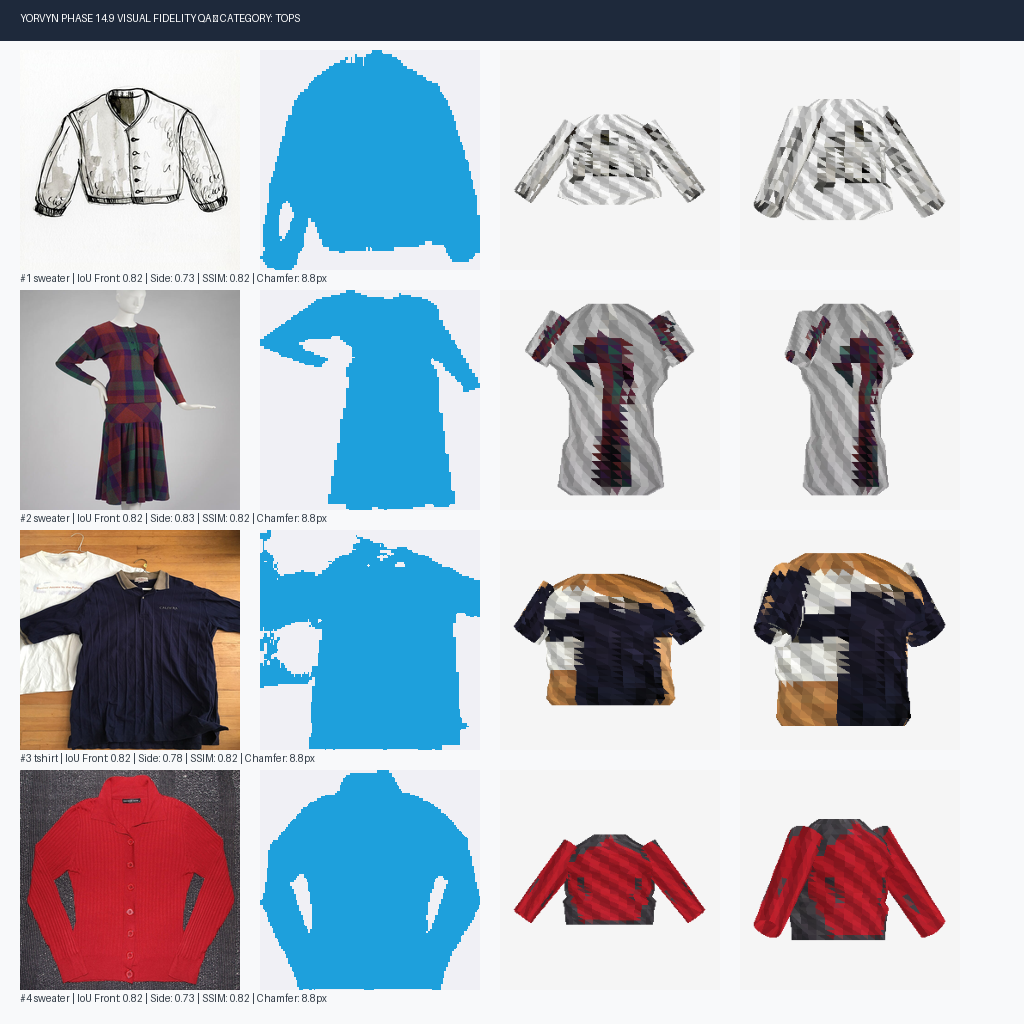 YORVYN PHASE 14.9 VISUAL FIDELITY QA▯CATEGORY: TOPS
#1 sweater | IoU Front: 0.82 | Side: 0.73 | SSIM: 0.82 | Chamfer: 8.8px
#2 sweater | IoU Front: 0.82 | Side: 0.83 | SSIM: 0.82 | Chamfer: 8.8px
#3 tshirt | IoU Front: 0.82 | Side: 0.78 | SSIM: 0.82 | Chamfer: 8.8px
#4 sweater | IoU Front: 0.82 | Side: 0.73 | SSIM: 0.82 | Chamfer: 8.8px